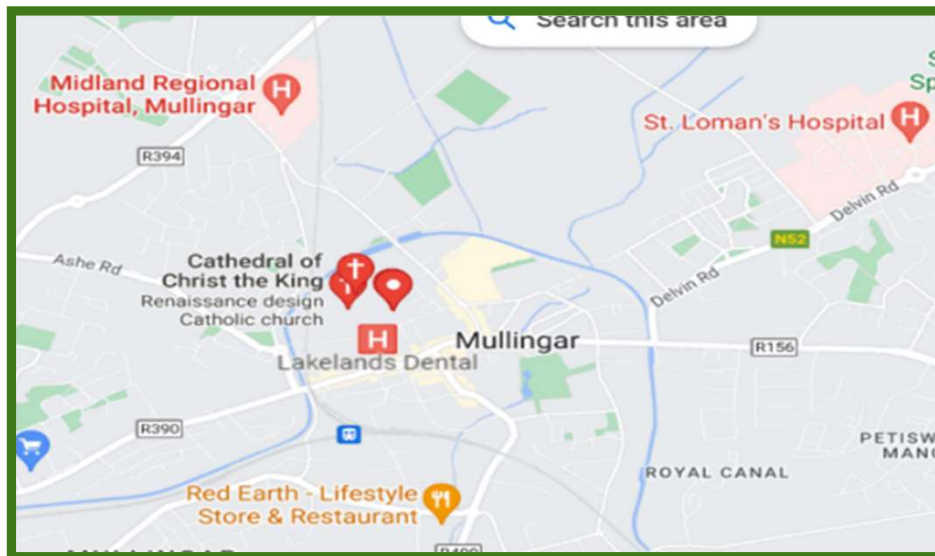 Search this area
Midland Regional
Hospital, Mullingar
H
St. Loman's Hospital
H
R394
Delvin Rd
N52
Ashe Rd
Cathedral of
Christ the King
Renaissance design
Catholic church
Delvin Rd
H
Mullingar
Lakelands Dental
R156
R390
ROYAL CANAL
Red Earth - Lifestyle
Store & Restaurant